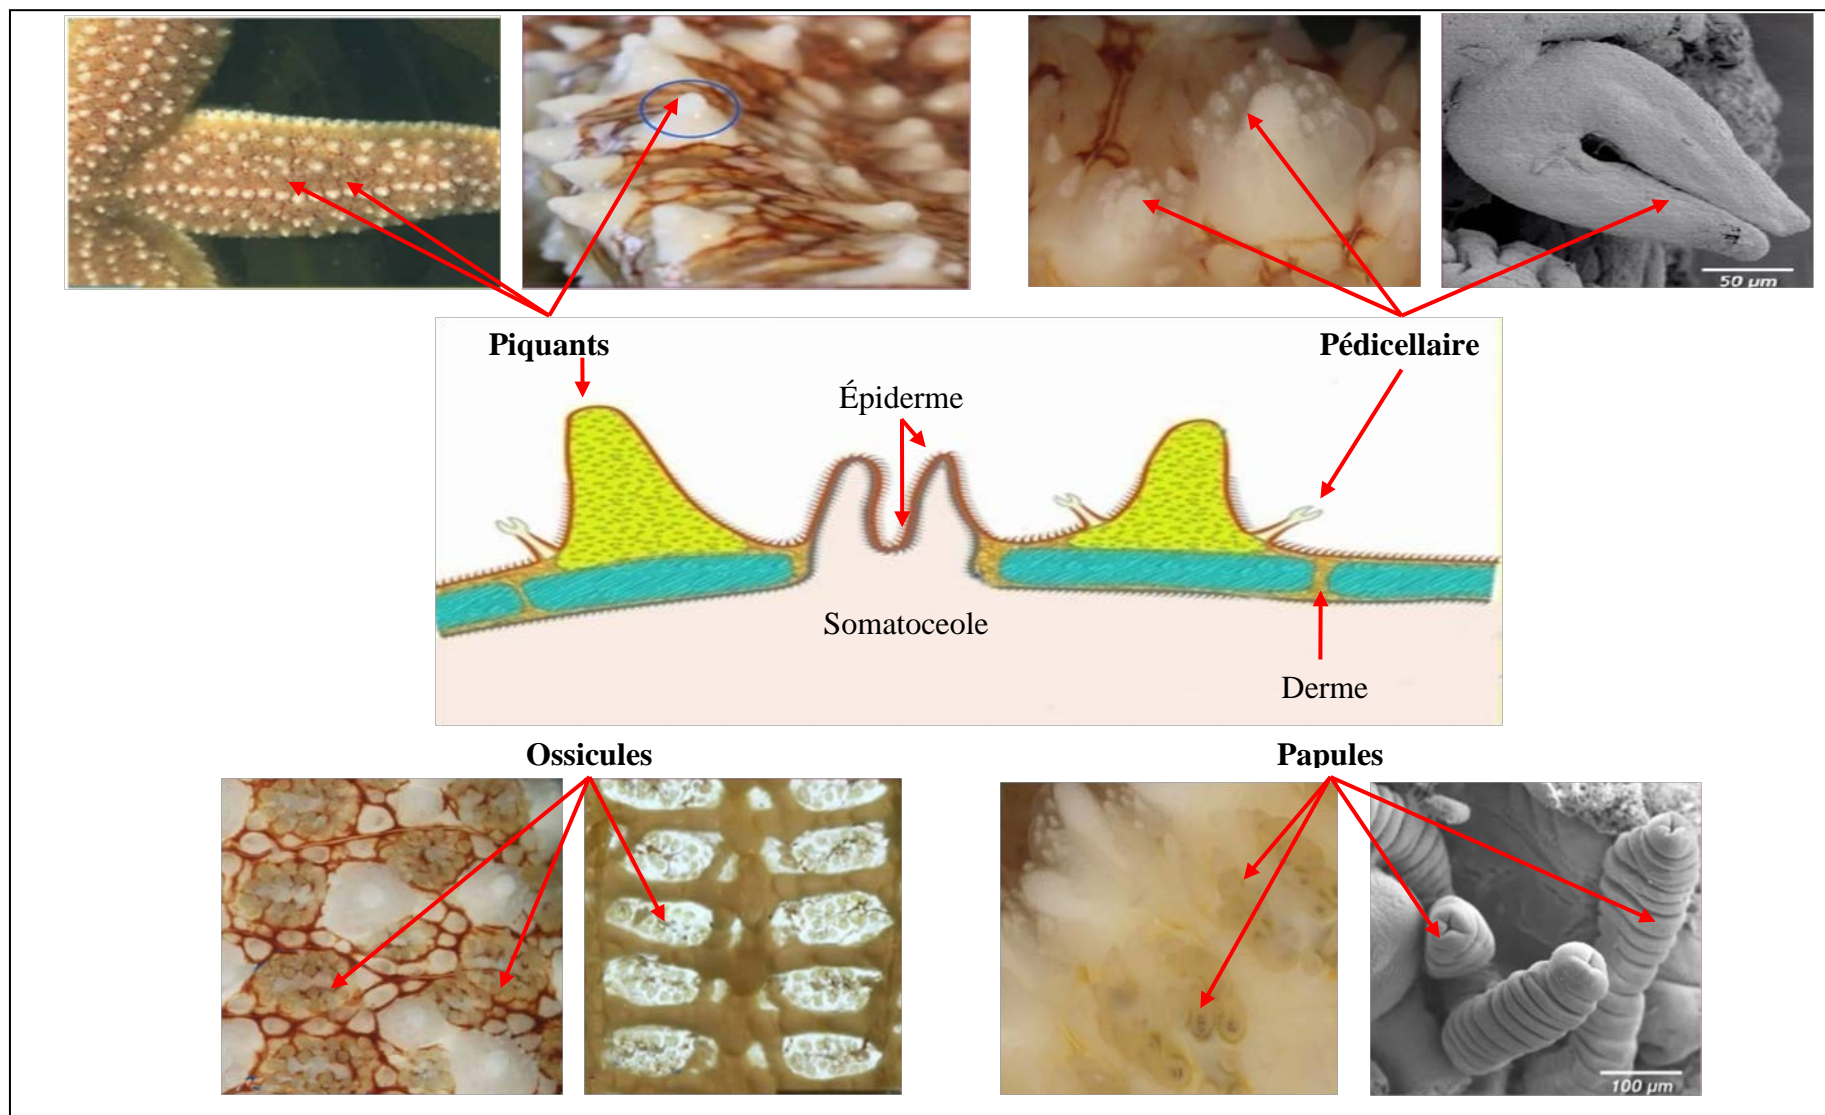 50 µm
Piquants
Pédicellaire
Épiderme
Somatoceole
Derme
Ossicules
Papules
100 µm